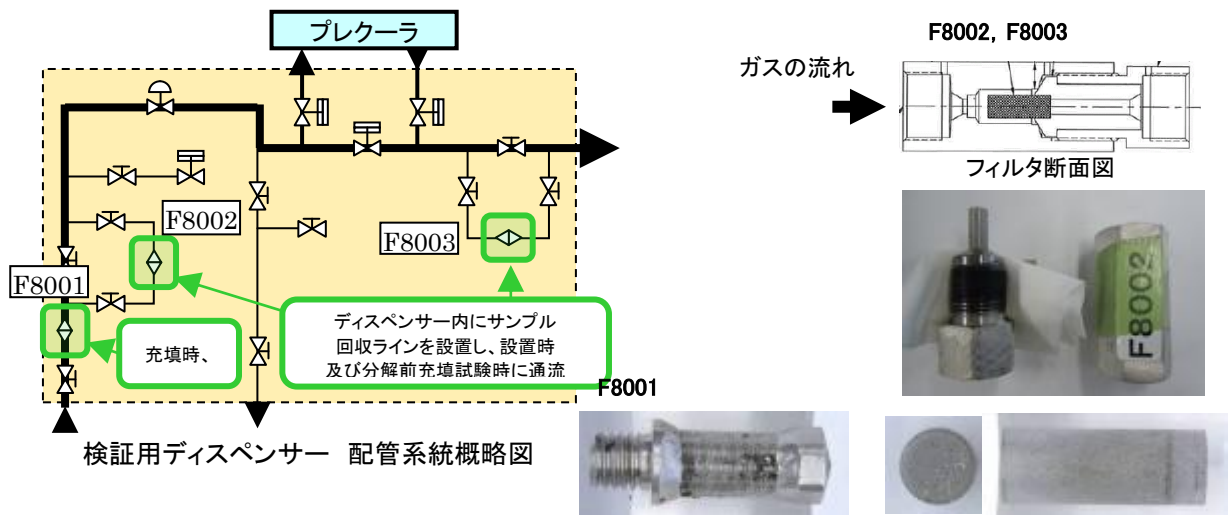 プレクーラ
F8002, F8003
ガスの流れ
フィルタ断面図
F8002
F8003
F8001
充填時、
ディスペンサー内にサンプル
回収ラインを設置し、設置時
及び分解前充填試験時に通流
F8002
F8001
検証用ディスペンサー 配管系統概略図